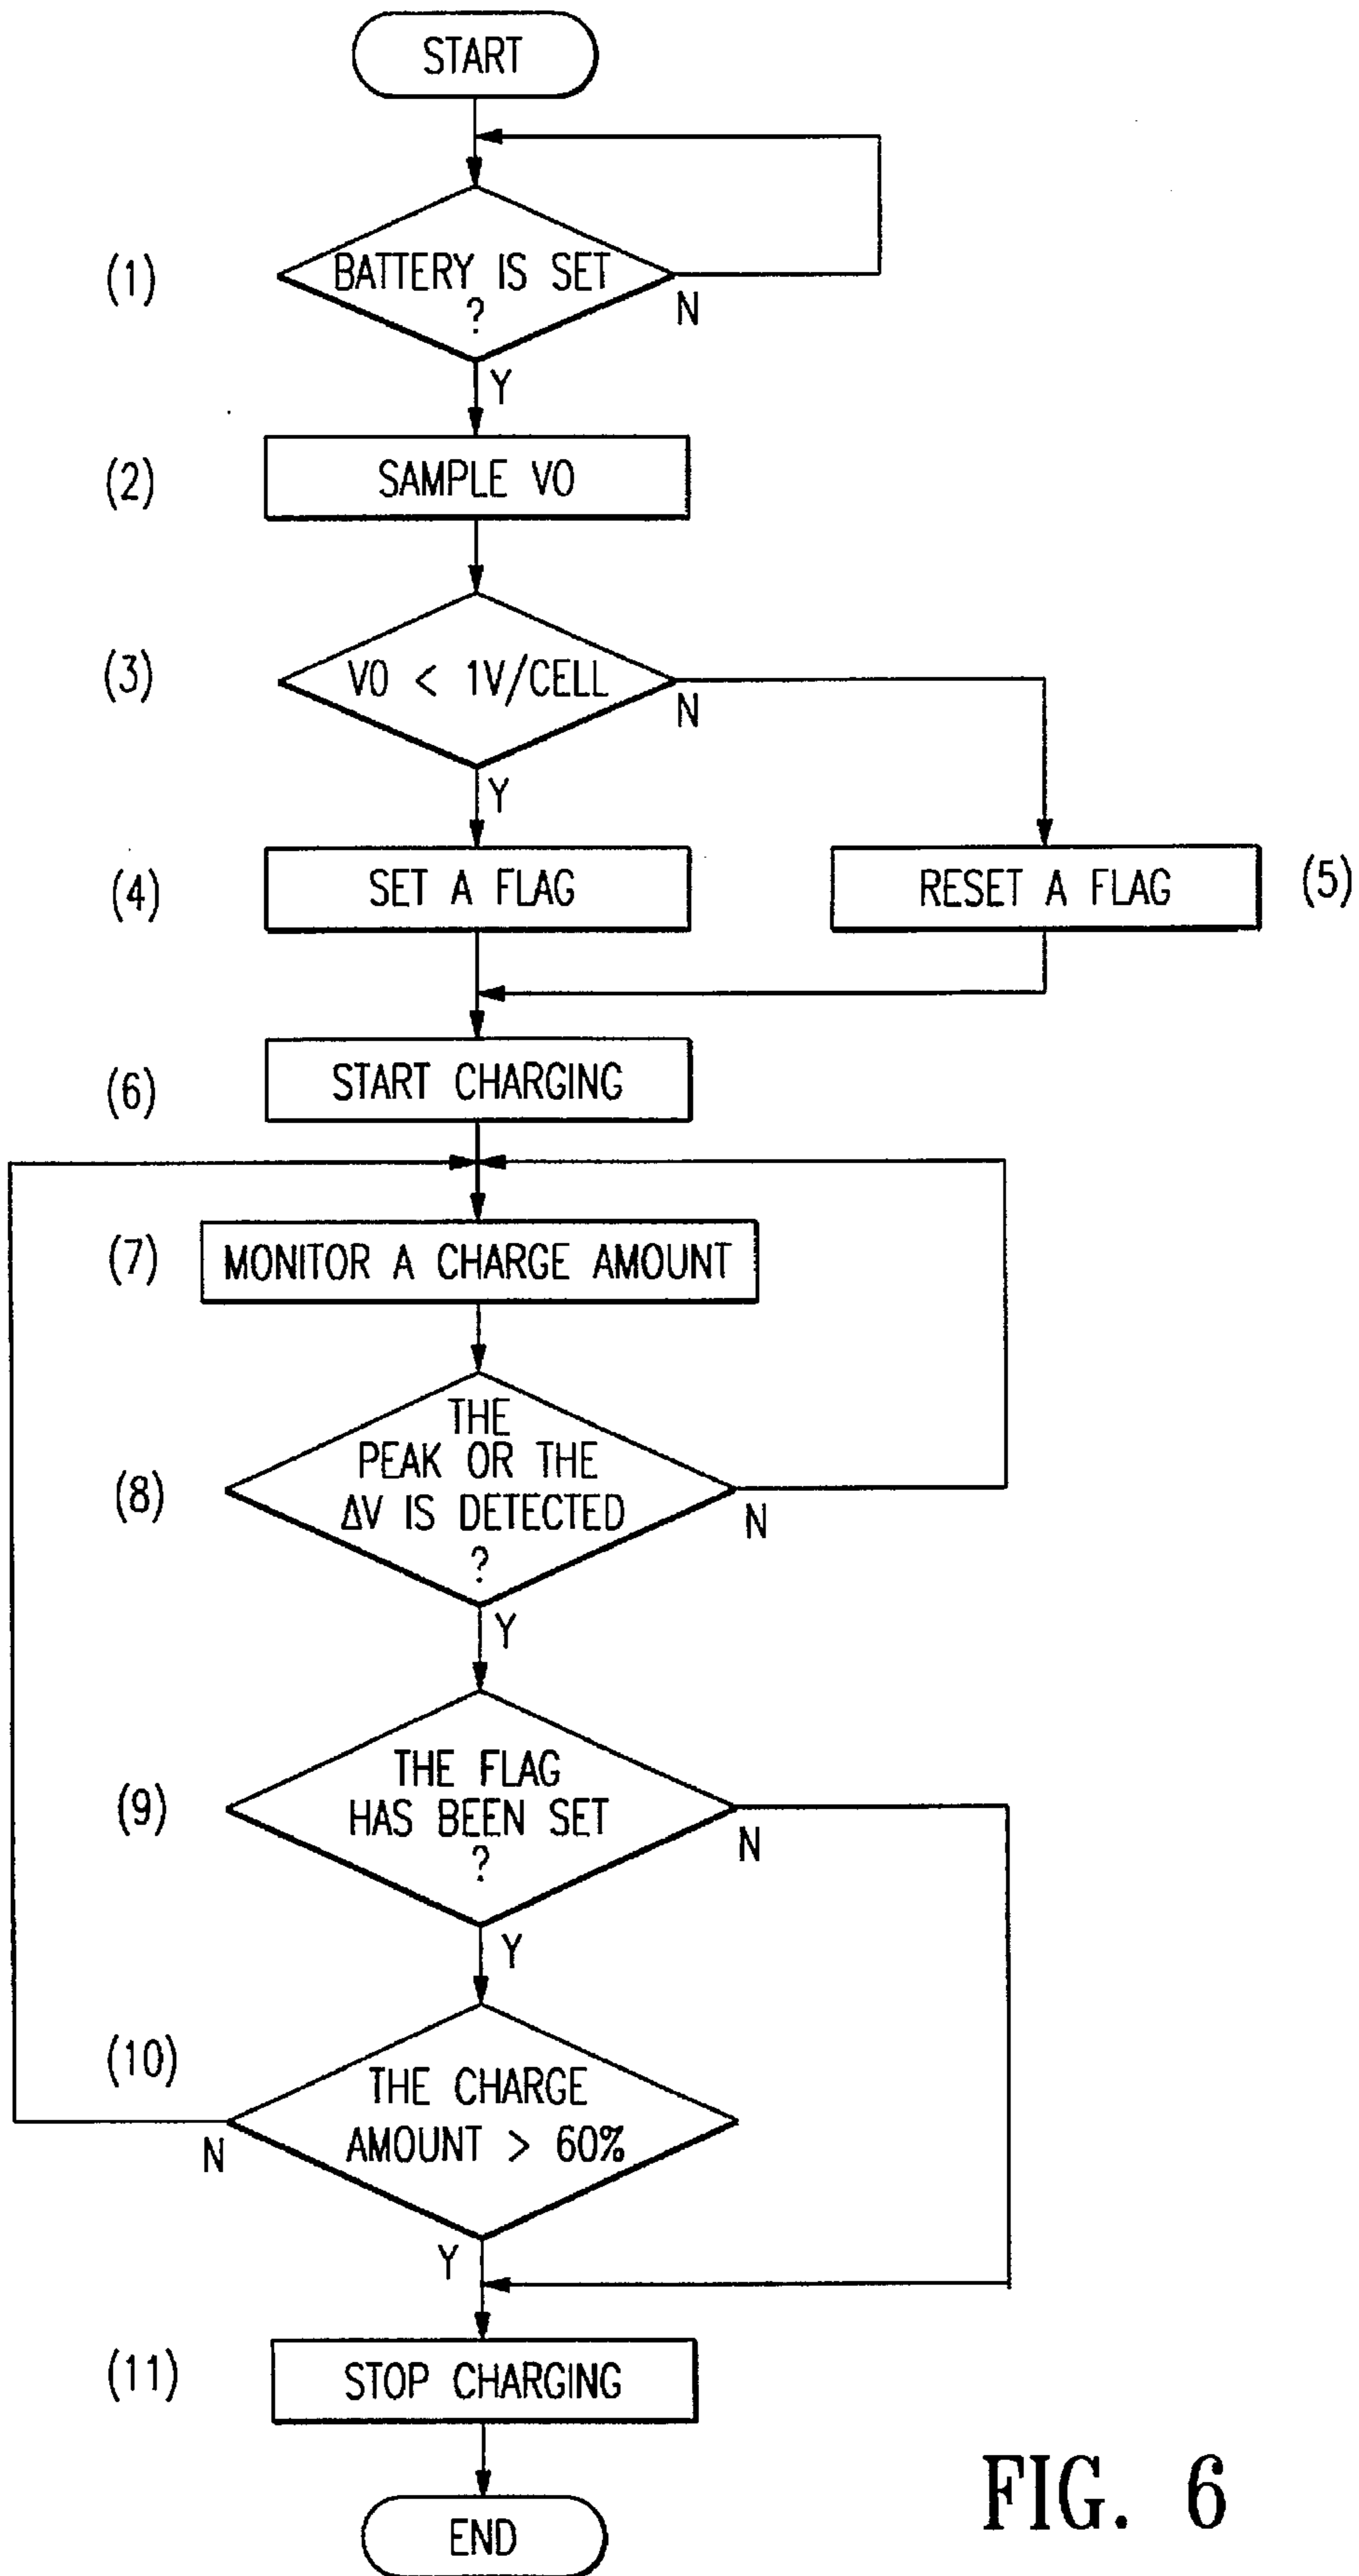 START
(1)
BATTERY IS SET
?
N
Y
(2)
SAMPLE V0
(3)
V0 < 1V/CELL
N
Y
(4)
SET A FLAG
RESET A FLAG
(5)
(6)
START CHARGING
(7)
MONITOR A CHARGE AMOUNT
(8)
THE
PEAK OR THE
ΔV IS DETECTED
?
N
Y
(9)
THE FLAG
HAS BEEN SET
?
N
Y
(10)
THE CHARGE
AMOUNT > 60%
N
Y
(11)
STOP CHARGING
END
FIG. 6